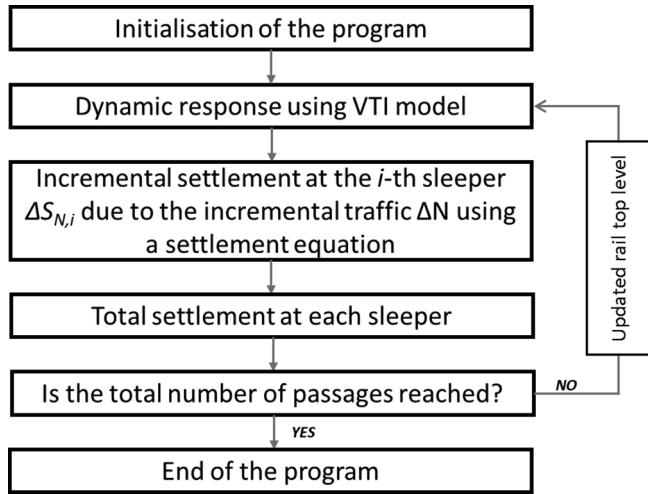 Initialisation of the program
Dynamic response using VTI model
Incremental settlement at the i-th sleeper
ΔS_{N,i} due to the incremental traffic ΔN using
a settlement equation
Total settlement at each sleeper
Is the total number of passages reached?
NO
Updated rail top level
YES
End of the program